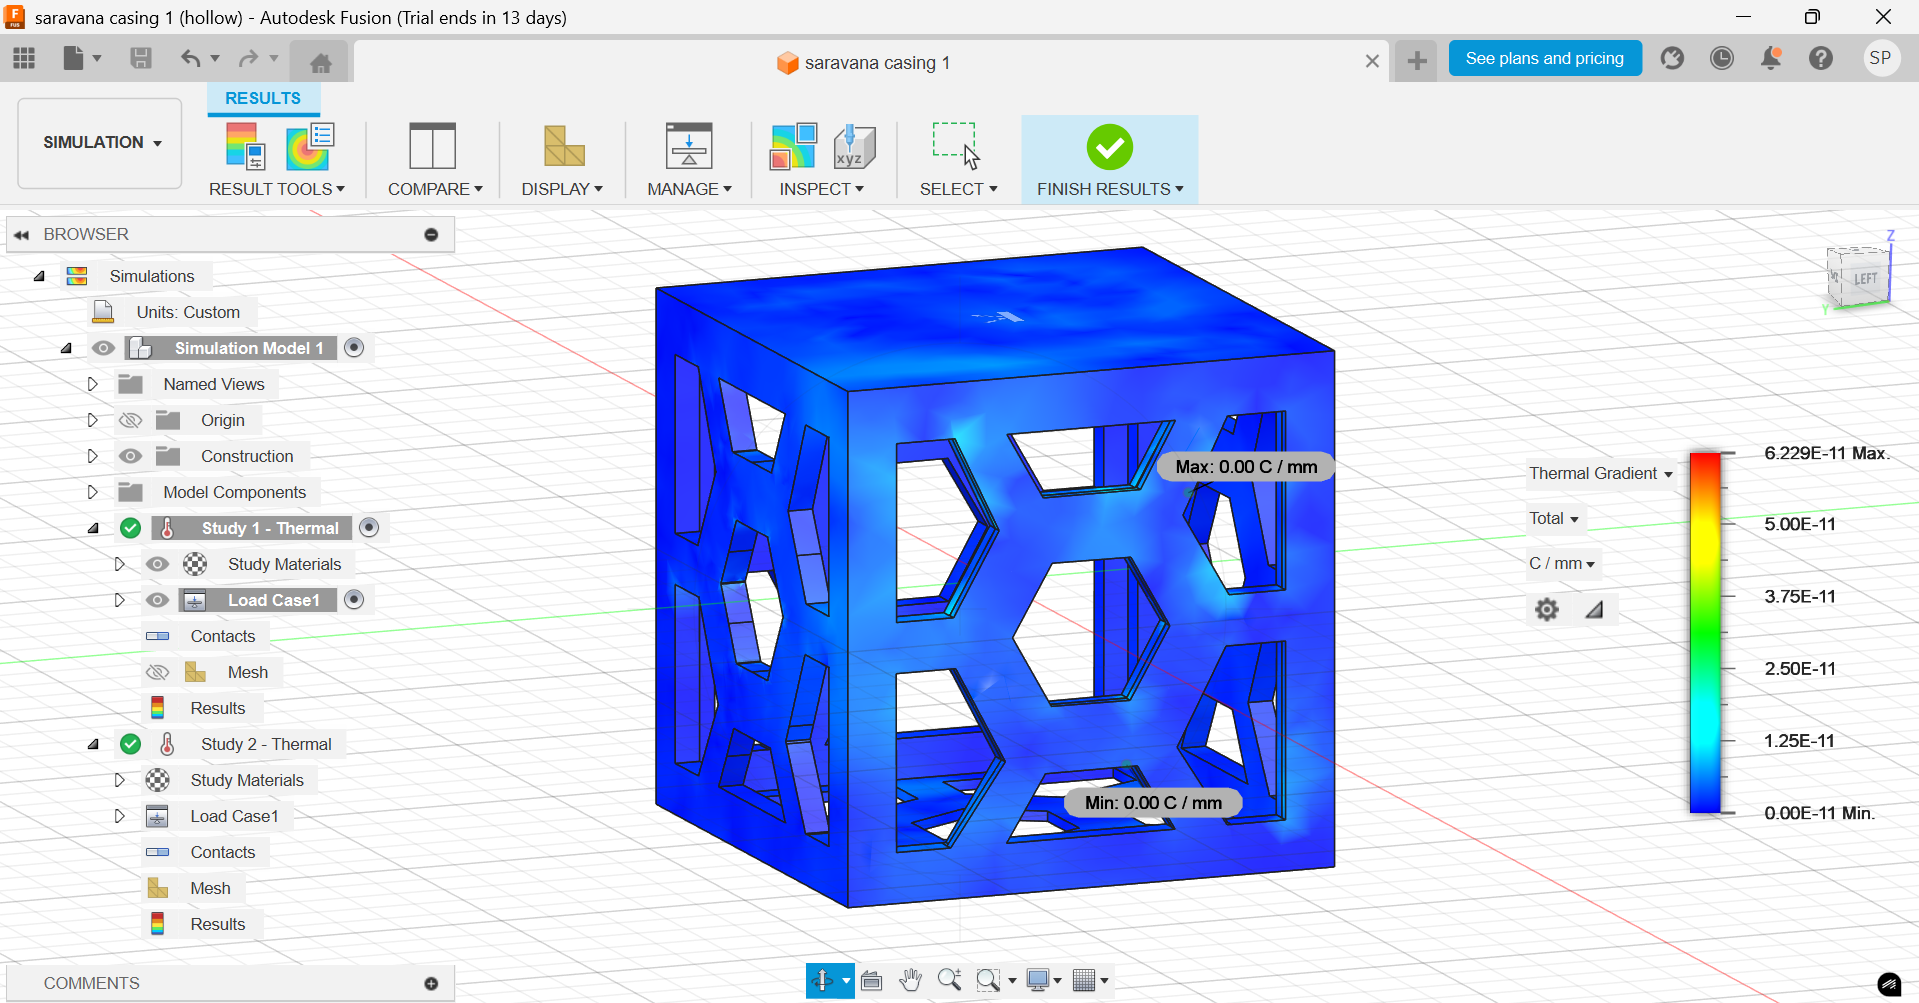 saravana casing 1 (hollow) - Autodesk Fusion (Trial ends in 13 days)
saravana casing 1
See plans and pricing
SP
RESULTS
SIMULATION
RESULT TOOLS
COMPARE
DISPLAY
MANAGE
INSPECT
SELECT
FINISH RESULTS
xyz
BROWSER
Simulations
Units: Custom
Simulation Model 1
Named Views
Origin
Construction
Model Components
Study 1 - Thermal
Study Materials
Load Case1
Contacts
Mesh
Results
Study 2 - Thermal
Study Materials
Load Case1
Contacts
Mesh
Results
COMMENTS
Max: 0.00 C / mm
Min: 0.00 C / mm
Z
LEFT
Y
Thermal Gradient
Total
C / mm
6.229E-11 Max.
5.00E-11
3.75E-11
2.50E-11
1.25E-11
0.00E-11 Min.